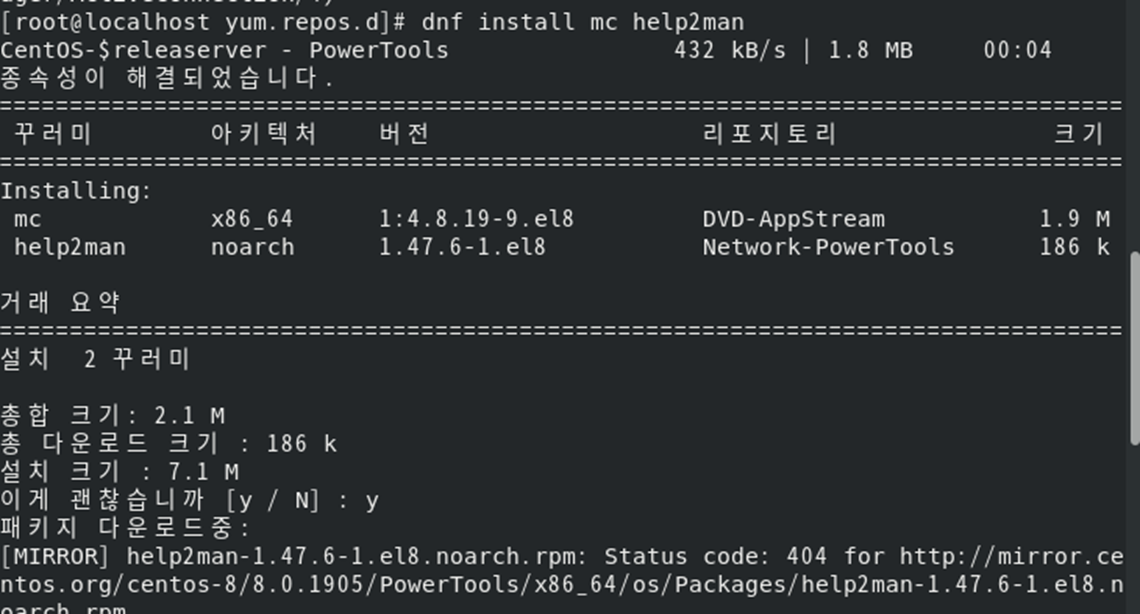 [root@localhost yum.repos.d]# dnf install mc help2man
CentOS-$releaserver - PowerTools 432 kB/s | 1.8 MB 00:04
종속성이 해결되었습니다.
================================================================================
꾸러미 아키텍처 버전 리포지토리 크기
================================================================================
Installing:
mc x86_64 1:4.8.19-9.el8 DVD-AppStream 1.9 M
help2man noarch 1.47.6-1.el8 Network-PowerTools 186 k
거래 요약
================================================================================
설치 2 꾸러미
총합 크기: 2.1 M
총 다운로드 크기 : 186 k
설치 크기 : 7.1 M
이게 괜찮습니까 [y / N] : y
패키지 다운로드중:
[MIRROR] help2man-1.47.6-1.el8.noarch.rpm: Status code: 404 for http://mirror.ce
ntos.org/centos-8/8.0.1905/PowerTools/x86_64/os/Packages/help2man-1.47.6-1.el8.n
oarch.rpm